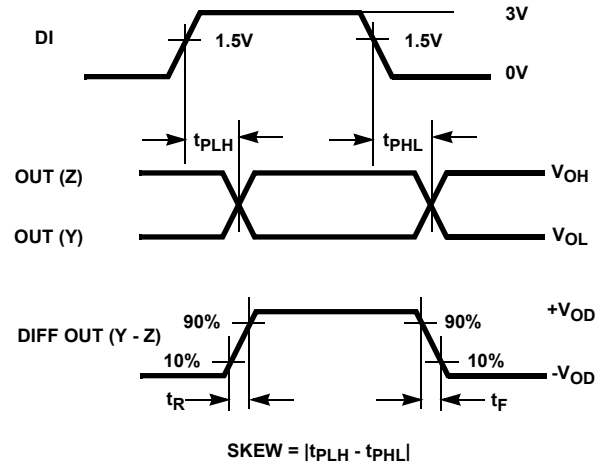 3V
DI
1.5V
1.5V
0V
tPLH
tPHL
OUT (Z)
VOH
OUT (Y)
VOL
+VOD
90%
90%
DIFF OUT (Y - Z)
10%
10%
-VOD
tR
tF
SKEW = |tPLH - tPHL|